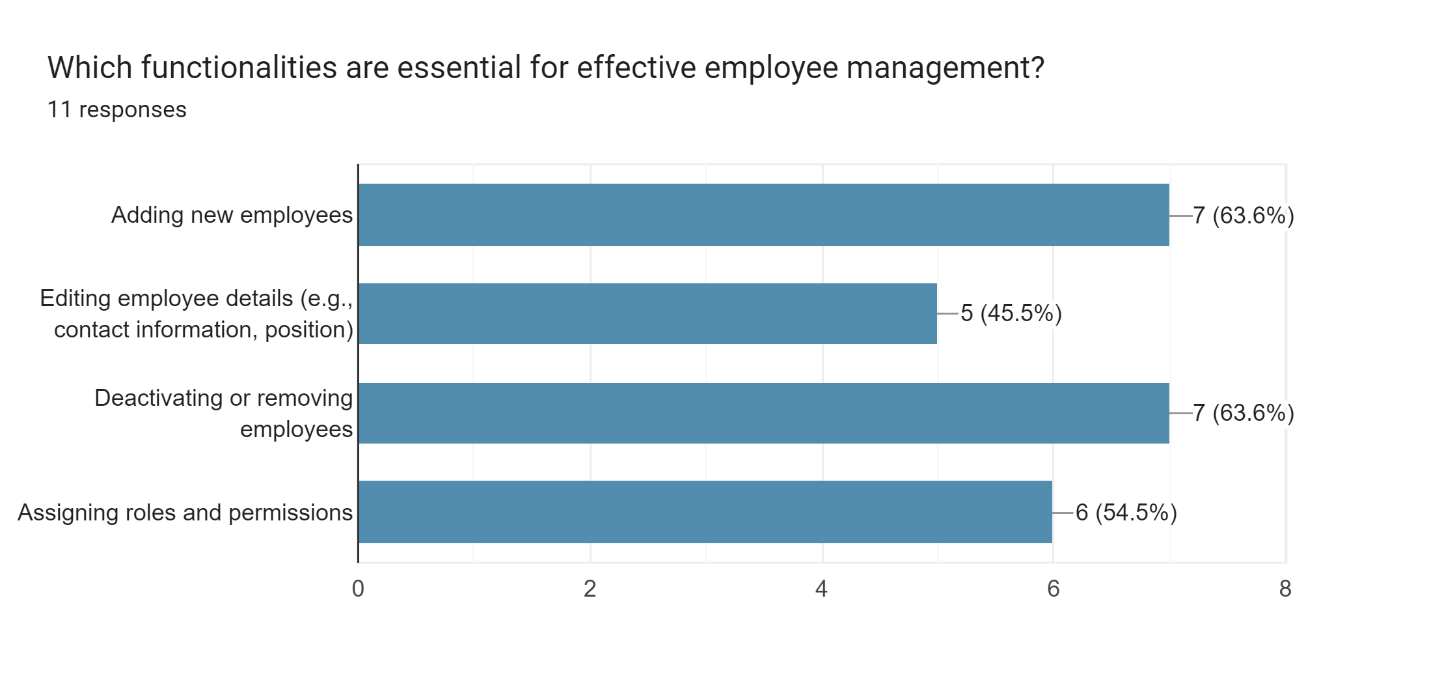 Which functionalities are essential for effective employee management?
11 responses
Adding new employees
7 (63.6%)
Editing employee details (e.g.,
contact information, position)
5 (45.5%)
Deactivating or removing
employees
7 (63.6%)
Assigning roles and permissions
6 (54.5%)
0 2 4 6 8